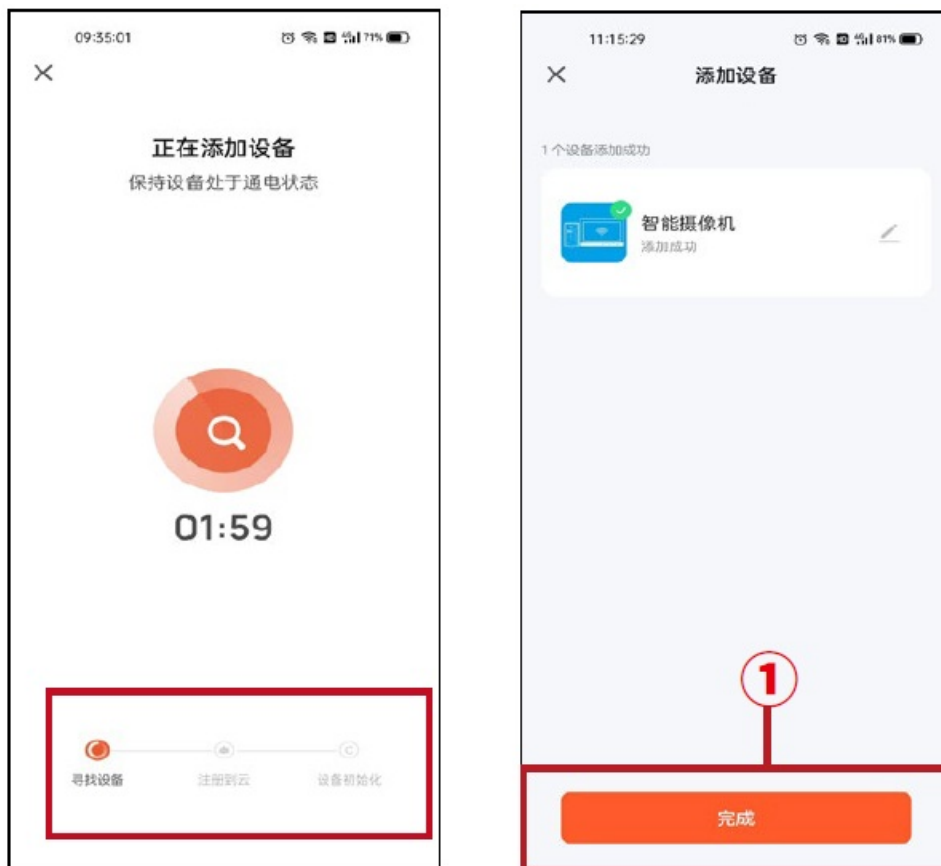 09:35:01
71%
正在添加设备
保持设备处于通电状态
01:59
寻找设备
注册到云
设备初始化
11:15:29
81%
添加设备
1 个设备添加成功
智能摄像机
添加成功
1
完成